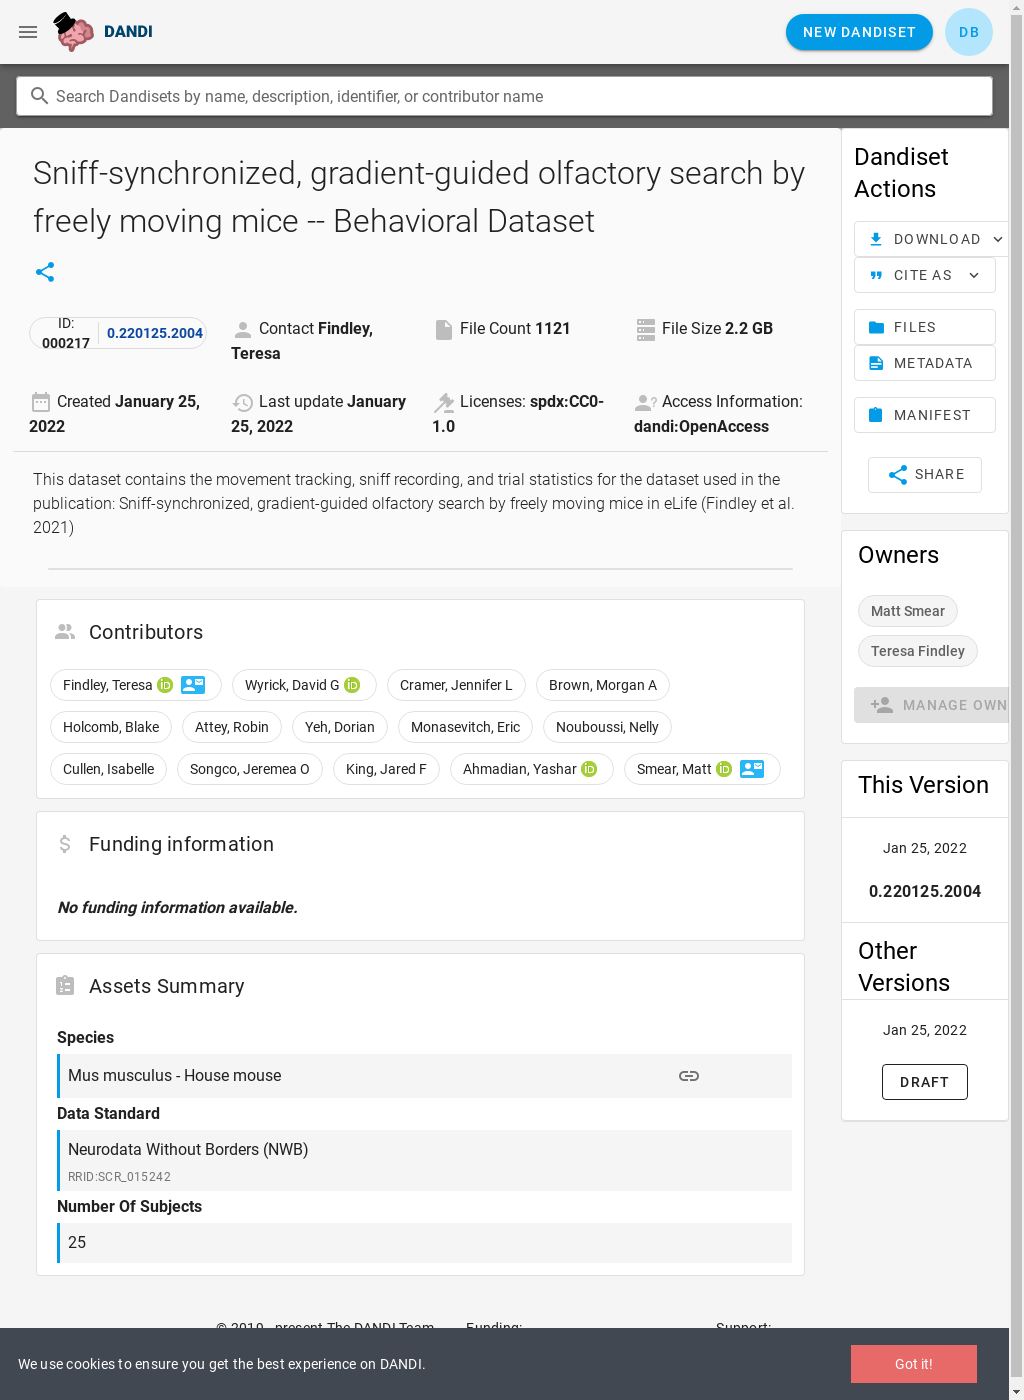 DANDI
NEW DANDISET
DB
Search Dandisets by name, description, identifier, or contributor name
Sniff-synchronized, gradient-guided olfactory search by
freely moving mice -- Behavioral Dataset
ID:
000217
0.220125.2004
Contact Findley,
Teresa
File Count 1121
File Size 2.2 GB
Created January 25,
2022
Last update January
25, 2022
Licenses: spdx:CC0-
1.0
Access Information:
dandi:OpenAccess
This dataset contains the movement tracking, sniff recording, and trial statistics for the dataset used in the
publication: Sniff-synchronized, gradient-guided olfactory search by freely moving mice in eLife (Findley et al.
2021)
Contributors
Findley, Teresa iD
Wyrick, David G iD
Cramer, Jennifer L
Brown, Morgan A
Holcomb, Blake
Attey, Robin
Yeh, Dorian
Monasevitch, Eric
Nouboussi, Nelly
Cullen, Isabelle
Songco, Jeremea O
King, Jared F
Ahmadian, Yashar iD
Smear, Matt iD
Funding information
No funding information available.
Assets Summary
Species
Mus musculus - House mouse
Data Standard
Neurodata Without Borders (NWB)
RRID:SCR_015242
Number Of Subjects
25
Dandiset
Actions
DOWNLOAD
CITE AS
FILES
METADATA
MANIFEST
SHARE
Owners
Matt Smear
Teresa Findley
MANAGE OWN
This Version
Jan 25, 2022
0.220125.2004
Other
Versions
Jan 25, 2022
DRAFT
© 2019 - present The DANDI Team
Funding:
Support:
We use cookies to ensure you get the best experience on DANDI.
Got it!